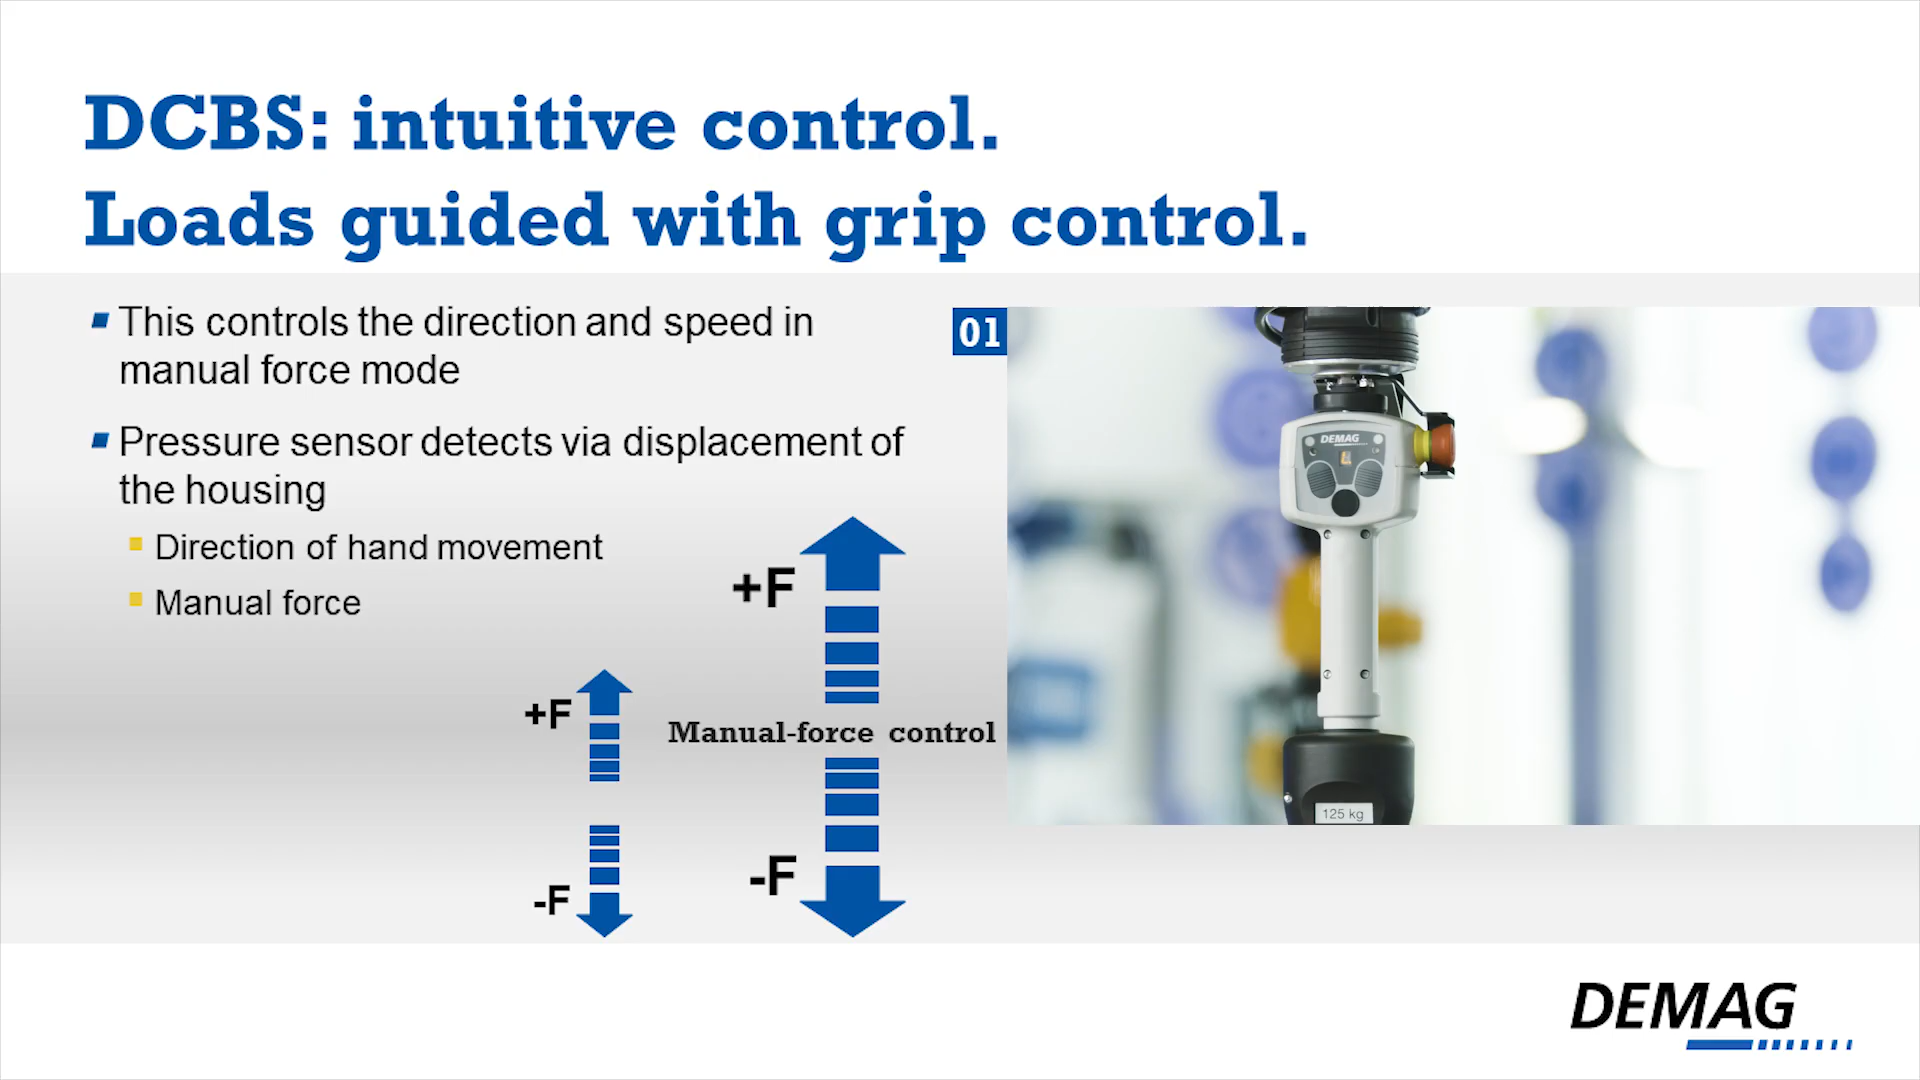 DCBS: intuitive control.
Loads guided with grip control.
This controls the direction and speed in
manual force mode
Pressure sensor detects via displacement of
the housing
Direction of hand movement
Manual force
+F
-F
+F
Manual-force control
-F
01
DEMAG
125 kg
DEMAG